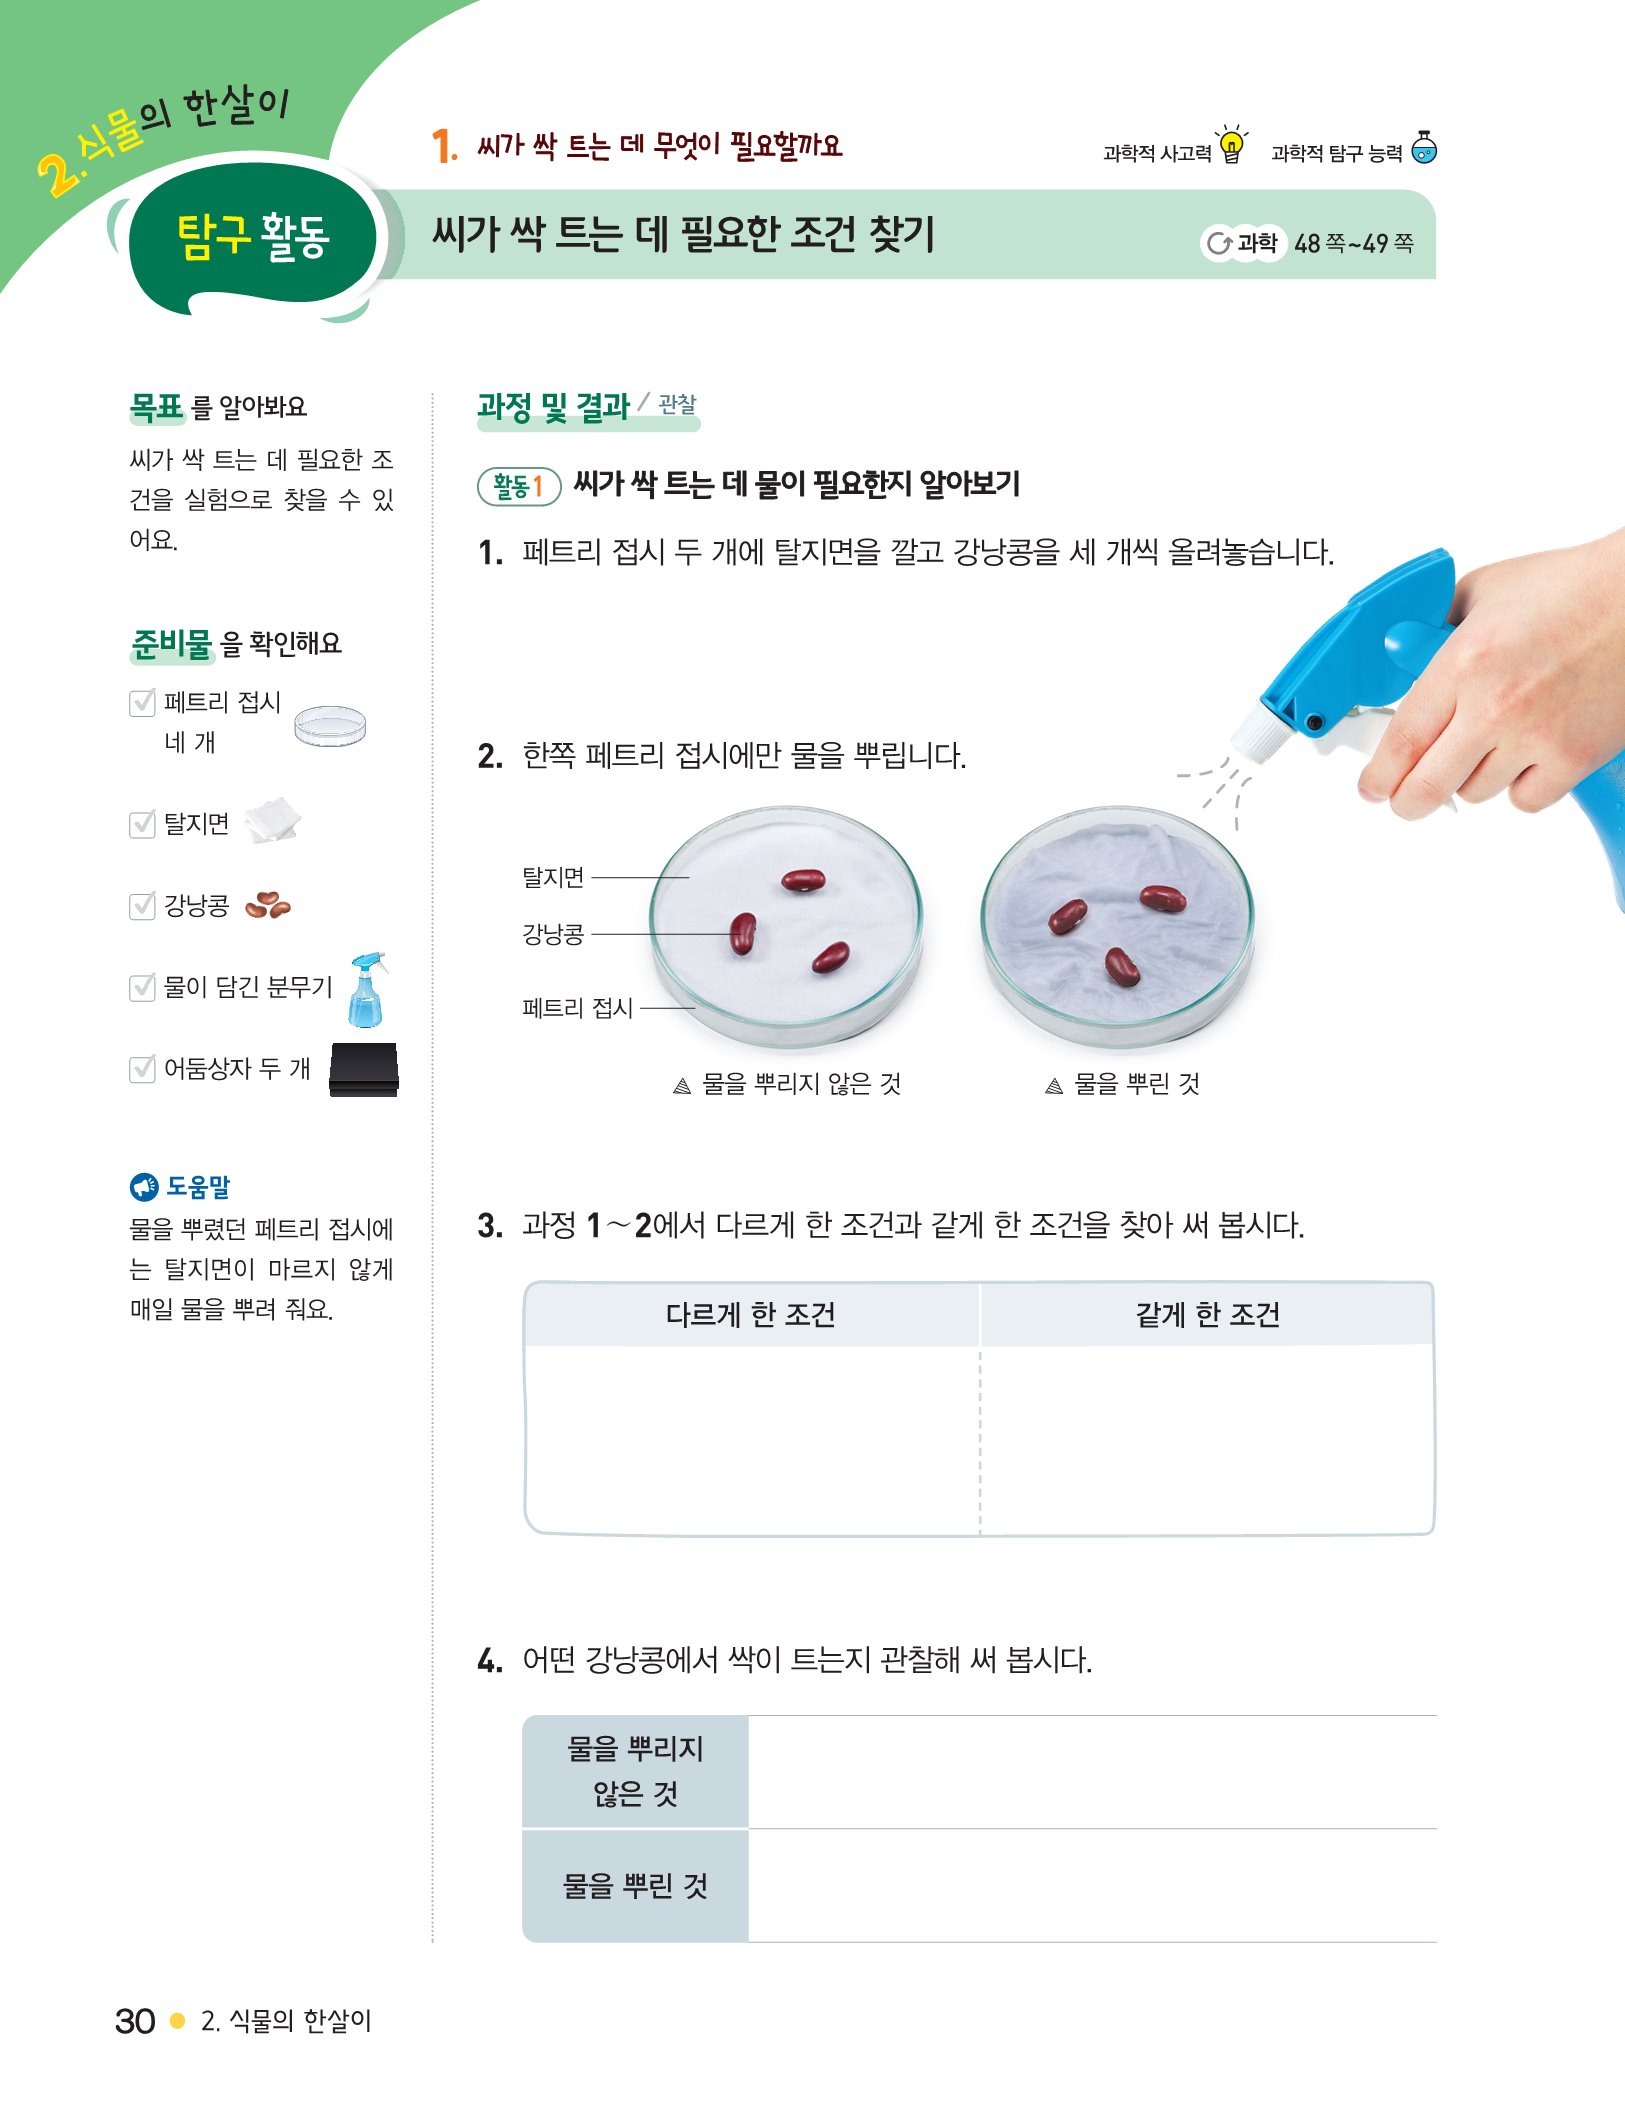 2. 식물의 한살이
1. 씨가 싹 트는 데 무엇이 필요할까요
과학적 사고력
과학적 탐구 능력
탐구 활동
씨가 싹 트는 데 필요한 조건 찾기
과학 48쪽~49쪽
목표를 알아봐요
씨가 싹 트는 데 필요한 조
건을 실험으로 찾을 수 있
어요.
준비물을 확인해요
페트리 접시
네 개
탈지면
강낭콩
물이 담긴 분무기
어둠상자 두 개
도움말
물을 뿌렸던 페트리 접시에
는 탈지면이 마르지 않게
매일 물을 뿌려 줘요.
과정 및 결과 / 관찰
활동1 씨가 싹 트는 데 물이 필요한지 알아보기
1. 페트리 접시 두 개에 탈지면을 깔고 강낭콩을 세 개씩 올려놓습니다.
2. 한쪽 페트리 접시에만 물을 뿌립니다.
탈지면
강낭콩
페트리 접시
물을 뿌리지 않은 것
물을 뿌린 것
3. 과정 1~2에서 다르게 한 조건과 같게 한 조건을 찾아 써 봅시다.
다르게 한 조건
같게 한 조건
4. 어떤 강낭콩에서 싹이 트는지 관찰해 써 봅시다.
물을 뿌리지
않은 것
물을 뿌린 것
30 2. 식물의 한살이